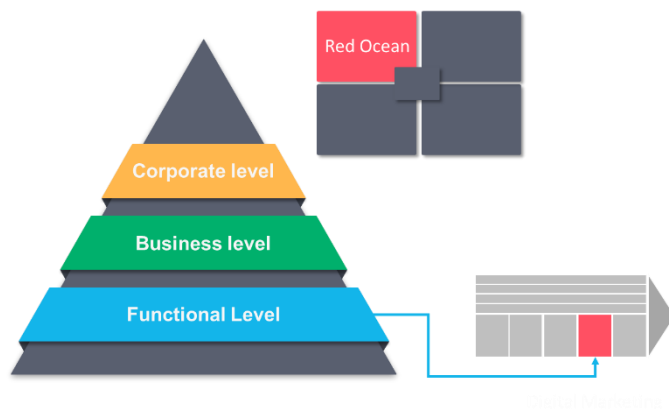 Red Ocean
Corporate level
Business level
Functional Level